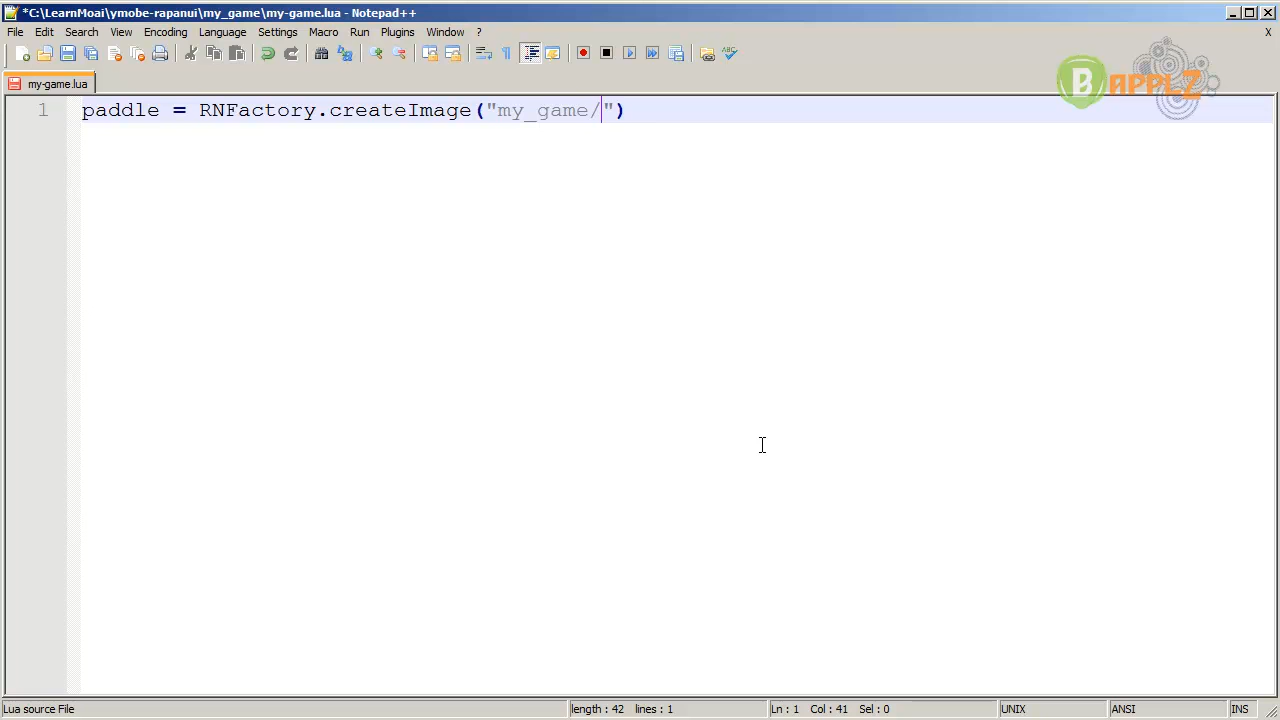 *C:\LearnMoai\ymobe-rapanui\my_game\my-game.lua - Notepad++
File Edit Search View Encoding Language Settings Macro Run Plugins Window ? X
B APPLZ
my-game.lua
1 paddle = RNFactory.createImage("my_game/")
Lua source File length : 42 lines : 1 Ln : 1 Col : 41 Sel : 0 UNIX ANSI INS